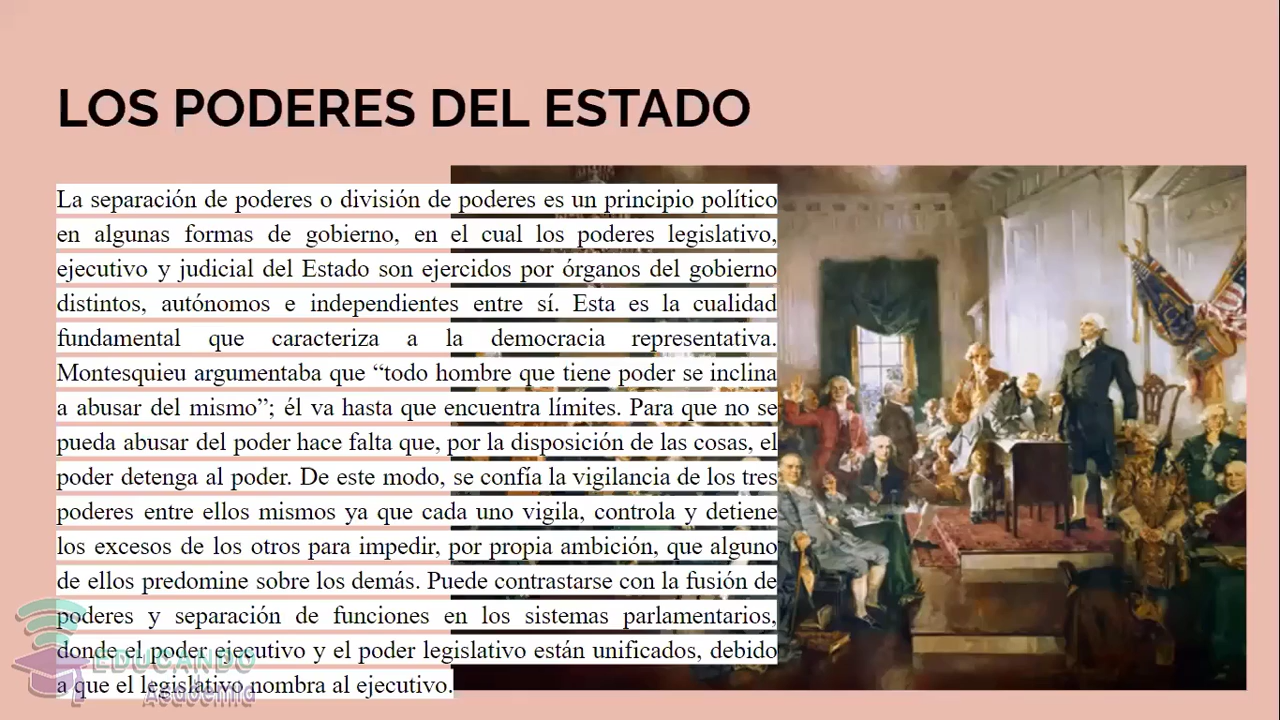 LOS PODERES DEL ESTADO
La separación de poderes o división de poderes es un principio político
en algunas formas de gobierno, en el cual los poderes legislativo,
ejecutivo y judicial del Estado son ejercidos por órganos del gobierno
distintos, autónomos e independientes entre sí. Esta es la cualidad
fundamental que caracteriza a la democracia representativa.
Montesquieu argumentaba que “todo hombre que tiene poder se inclina
a abusar del mismo”; él va hasta que encuentra límites. Para que no se
pueda abusar del poder hace falta que, por la disposición de las cosas, el
poder detenga al poder. De este modo, se confía la vigilancia de los tres
poderes entre ellos mismos ya que cada uno vigila, controla y detiene
los excesos de los otros para impedir, por propia ambición, que alguno
de ellos predomine sobre los demás. Puede contrastarse con la fusión de
poderes y separación de funciones en los sistemas parlamentarios,
donde el poder ejecutivo y el poder legislativo están unificados, debido
a que el legislativo nombra al ejecutivo.
EDUCANDO
Academia